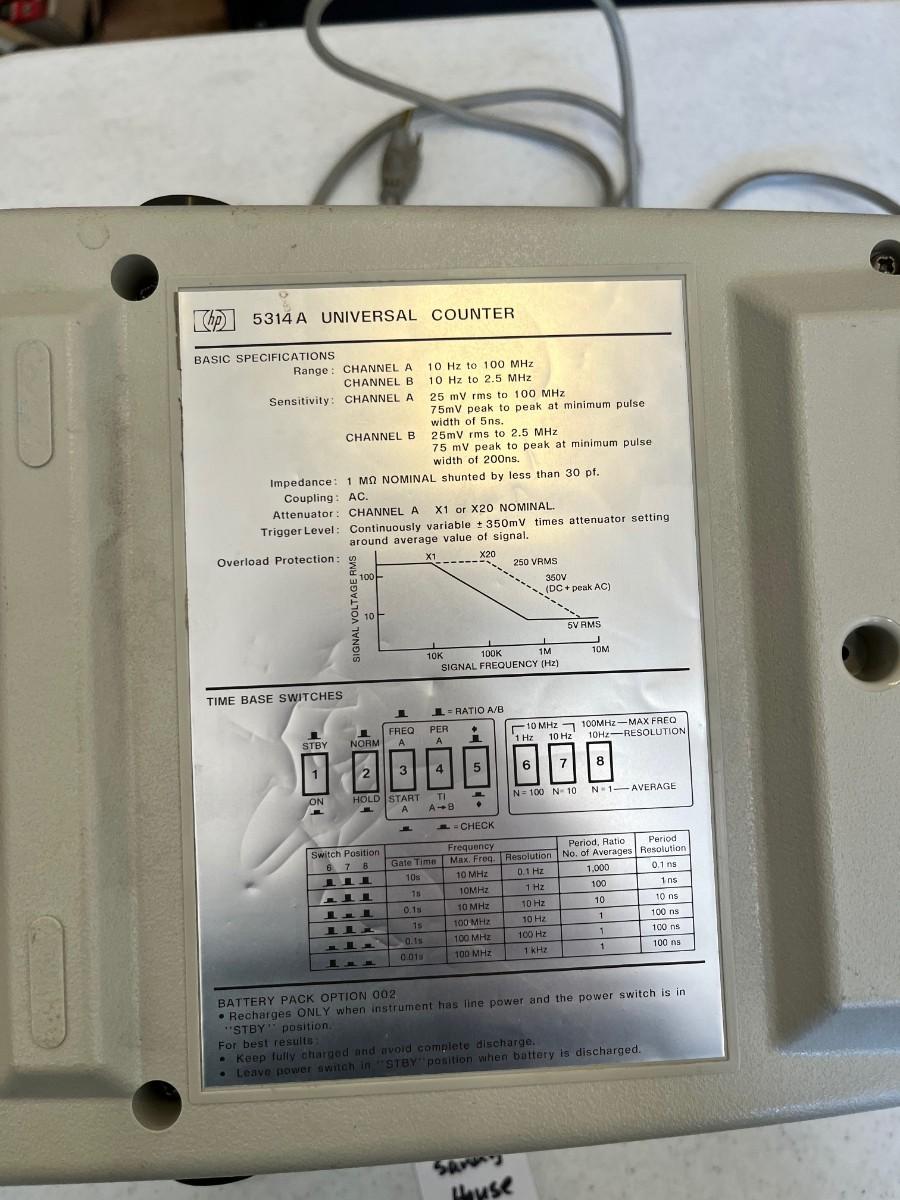 hp 5314A UNIVERSAL COUNTER
BASIC SPECIFICATIONS
Range: CHANNEL A 10 Hz to 100 MHz
CHANNEL B 10 Hz to 2.5 MHz
Sensitivity: CHANNEL A 25 mV rms to 100 MHz
75mV peak to peak at minimum pulse
width of 5ns.
CHANNEL B 25mV rms to 2.5 MHz
75 mV peak to peak at minimum pulse
width of 200ns.
Impedance: 1 MΩ NOMINAL shunted by less than 30 pf.
Coupling: AC.
Attenuator: CHANNEL A X1 or X20 NOMINAL.
Trigger Level: Continuously variable ±350mV times attenuator setting
around average value of signal.
Overload Protection:
SIGNAL VOLTAGE RMS
100
10
X1 X20
250 VRMS
350V
(DC + peak AC)
5V RMS
10K 100K 1M 10M
SIGNAL FREQUENCY (Hz)
TIME BASE SWITCHES
= RATIO A/B
STBY NORM FREQ A PER A
1 2 3 4 5
ON HOLD START A TI A→B
= CHECK
10 MHz 100MHz — MAX FREQ
1 Hz 10 Hz 10Hz — RESOLUTION
6 7 8
N = 100 N = 10 N = 1 — AVERAGE
Switch Position Frequency Period, Ratio Period
6 7 8 Gate Time Max. Freq. Resolution No. of Averages Resolution
10s 10 MHz 0.1 Hz 1,000 0.1 ns
1s 10MHz 1 Hz 100 1ns
0.1s 10 MHz 10 Hz 10 10 ns
1s 100 MHz 10 Hz 1 100 ns
0.1s 100 MHz 100 Hz 1 100 ns
0.01s 100 MHz 1 kHz 1 100 ns
BATTERY PACK OPTION 002
• Recharges ONLY when instrument has line power and the power switch is in
"STBY" position.
For best results:
• Keep fully charged and avoid complete discharge.
• Leave power switch in "STBY" position when battery is discharged.
House